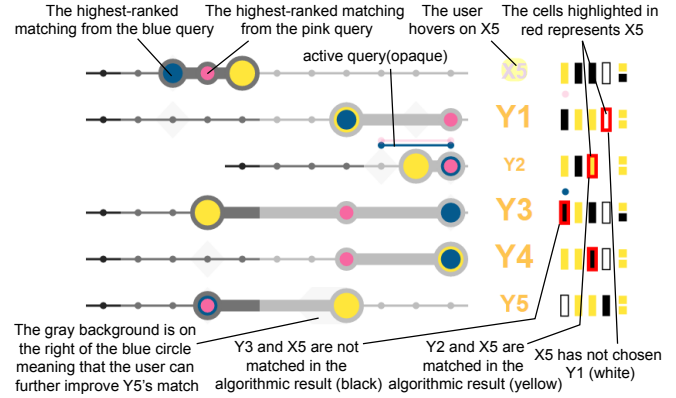 The highest-ranked
matching from the blue query
The highest-ranked matching
from the pink query
The user
hovers on X5
The cells highlighted in
red represents X5
active query(opaque)
X5
Y1
Y2
Y3
Y4
Y5
The gray background is on
the right of the blue circle
meaning that the user can
further improve Y5's match
Y3 and X5 are not
matched in the
algorithmic result (black)
Y2 and X5 are
matched in the
algorithmic result (yellow)
X5 has not chosen
Y1 (white)